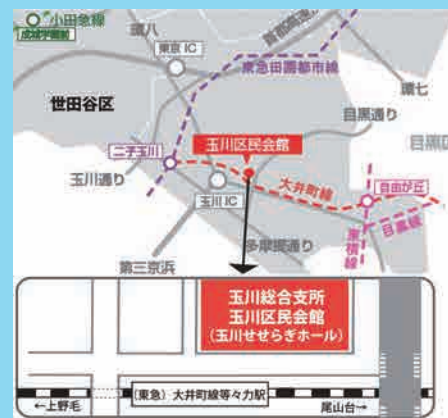 小田急線
成城学園前
環八
東京IC
首都高速
東急田園都市線
環七
世田谷区
目黒通り
玉川区民会館
目黒区
二子玉川
玉川通り
玉川IC
大井町線
自由が丘
目黒線
東横線
多摩堤通り
第三京浜
玉川総合支所
玉川区民会館
(玉川せせらぎホール)
(東急)大井町線等々力駅
←上野毛
尾山台→